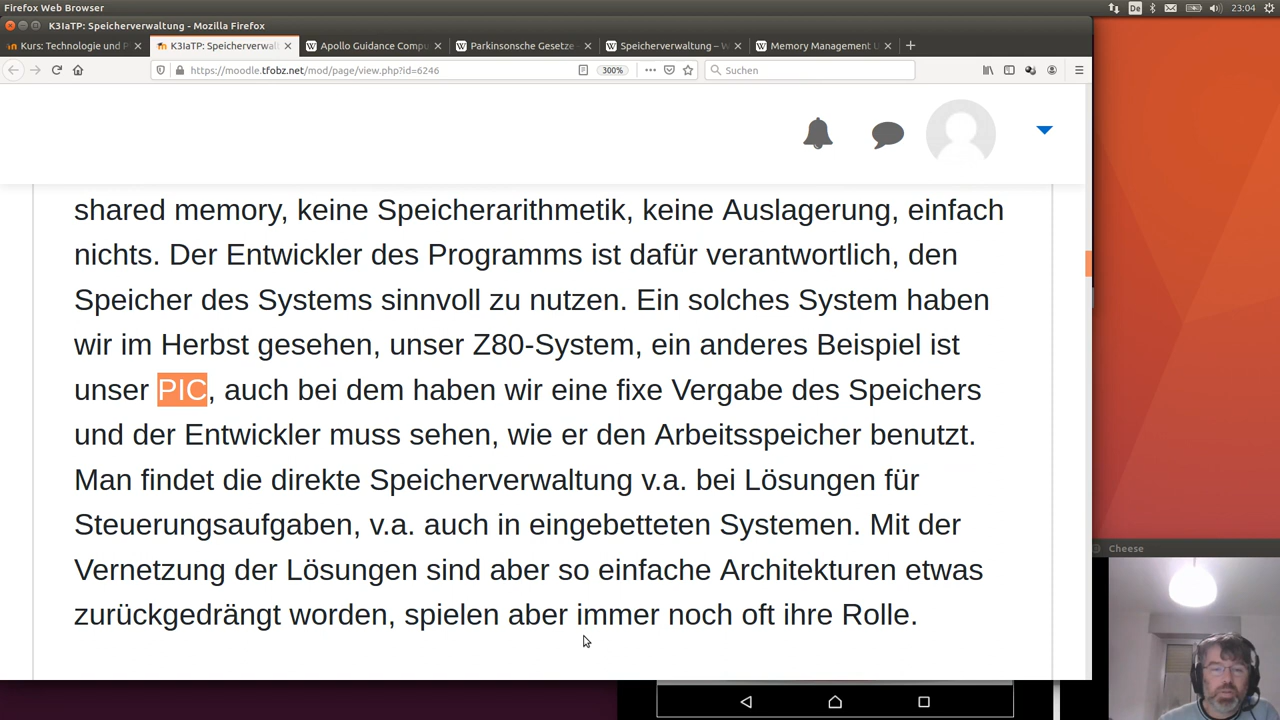 Firefox Web Browser
De
23:04
K3IaTP: Speicherverwaltung - Mozilla Firefox
Kurs: Technologie und P
K3IaTP: Speicherverwal
Apollo Guidance Compu
Parkinsonsche Gesetze
Speicherverwaltung – W
Memory Management U
https://moodle.tfobz.net/mod/page/view.php?id=6246
300%
Suchen
shared memory, keine Speicherarithmetik, keine Auslagerung, einfach
nichts. Der Entwickler des Programms ist dafür verantwortlich, den
Speicher des Systems sinnvoll zu nutzen. Ein solches System haben
wir im Herbst gesehen, unser Z80-System, ein anderes Beispiel ist
unser PIC, auch bei dem haben wir eine fixe Vergabe des Speichers
und der Entwickler muss sehen, wie er den Arbeitsspeicher benutzt.
Man findet die direkte Speicherverwaltung v.a. bei Lösungen für
Steuerungsaufgaben, v.a. auch in eingebetteten Systemen. Mit der
Vernetzung der Lösungen sind aber so einfache Architekturen etwas
zurückgedrängt worden, spielen aber immer noch oft ihre Rolle.
Cheese